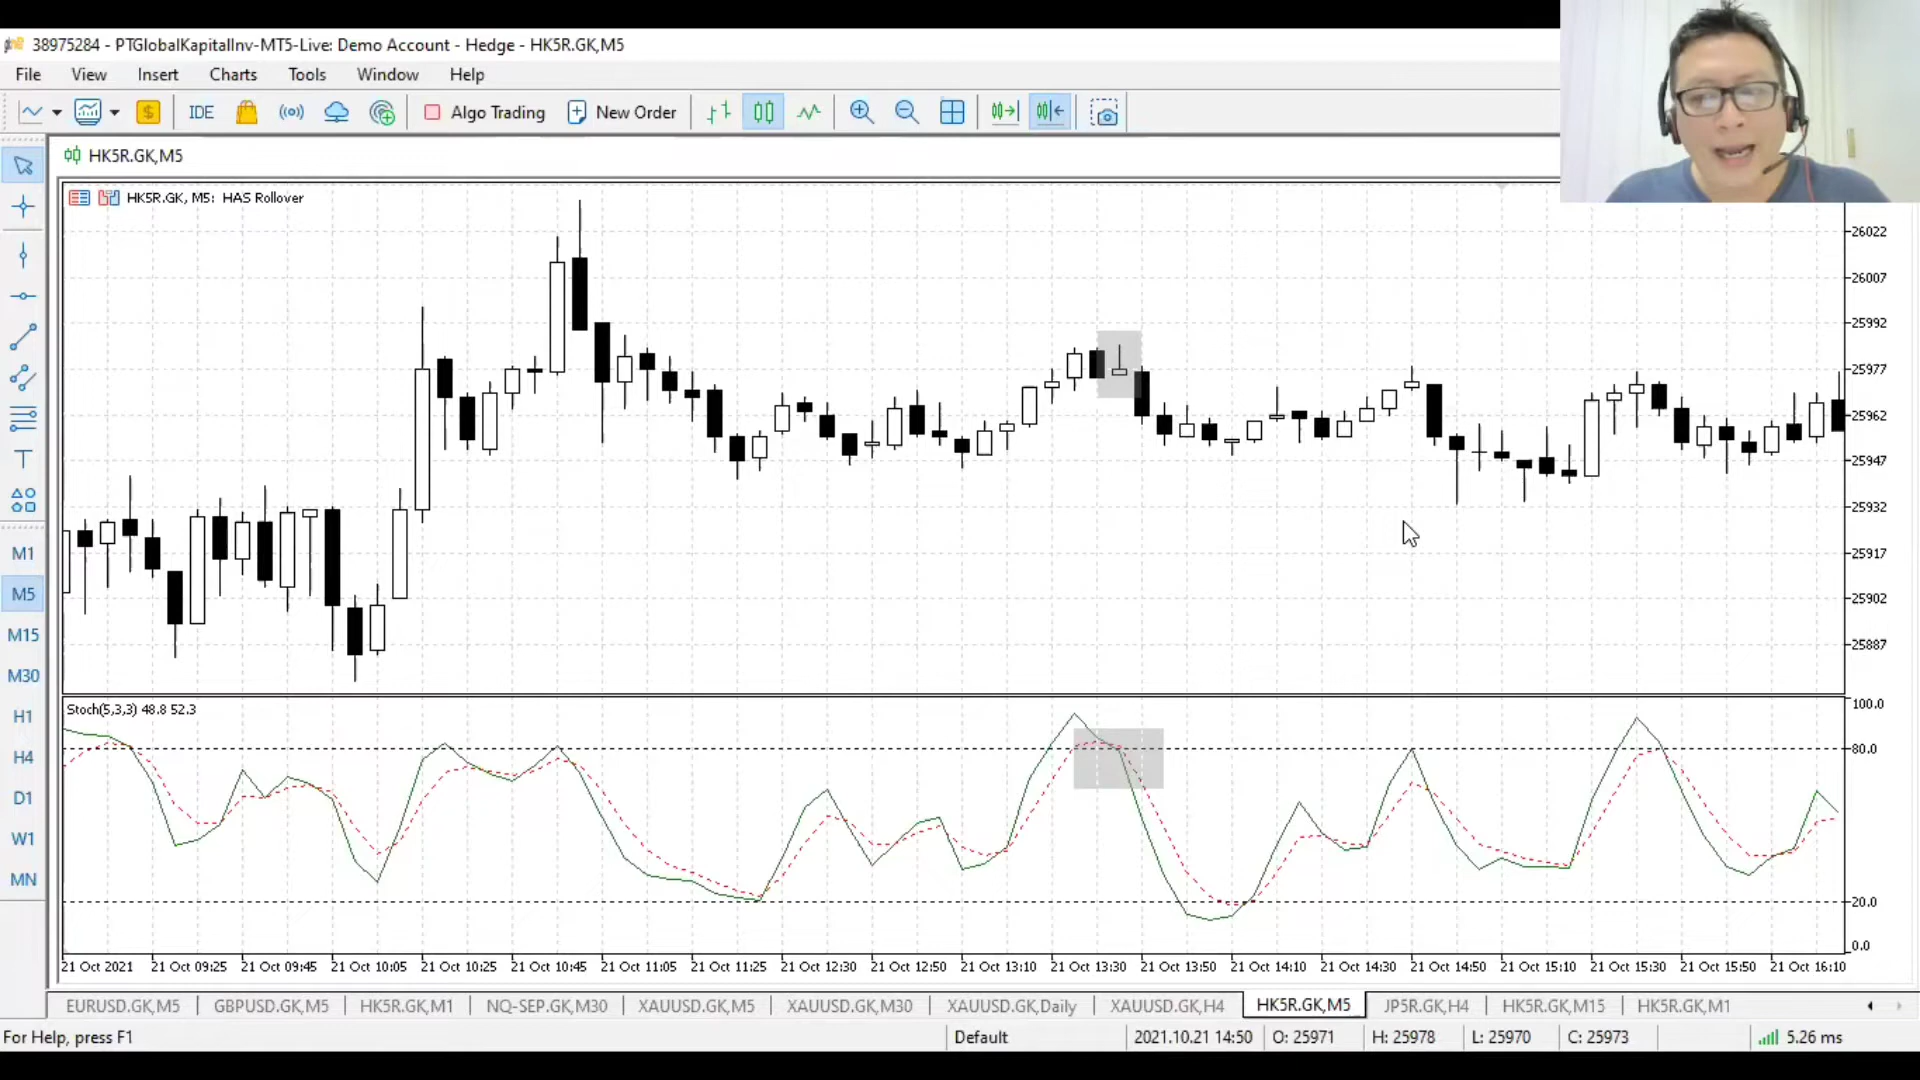 38975284 - PTGlobalKapitalInv-MT5-Live: Demo Account - Hedge - HK5R.GK,M5
File View Insert Charts Tools Window Help
IDE Algo Trading New Order
HK5R.GK,M5
HK5R.GK, M5: HAS Rollover
26022
26007
25992
25977
25962
25947
25932
25917
25902
25887
T
M1
M5
M15
M30
H1
H4
D1
W1
MN
Stoch(5,3,3) 48.8 52.3
100.0
80.0
20.0
0.0
21 Oct 2021 21 Oct 09:25 21 Oct 09:45 21 Oct 10:05 21 Oct 10:25 21 Oct 10:45 21 Oct 11:05 21 Oct 11:25 21 Oct 12:30 21 Oct 12:50 21 Oct 13:10 21 Oct 13:30 21 Oct 13:50 21 Oct 14:10 21 Oct 14:30 21 Oct 14:50 21 Oct 15:10 21 Oct 15:30 21 Oct 15:50 21 Oct 16:10
EURUSD.GK,M5 GBPUSD.GK,M5 HK5R.GK,M1 NQ-SEP.GK,M30 XAUUSD.GK,M5 XAUUSD.GK,M30 XAUUSD.GK,Daily XAUUSD.GK,H4 HK5R.GK,M5 JP5R.GK,H4 HK5R.GK,M15 HK5R.GK,M1
For Help, press F1 Default 2021.10.21 14:50 O: 25971 H: 25978 L: 25970 C: 25973 5.26 ms